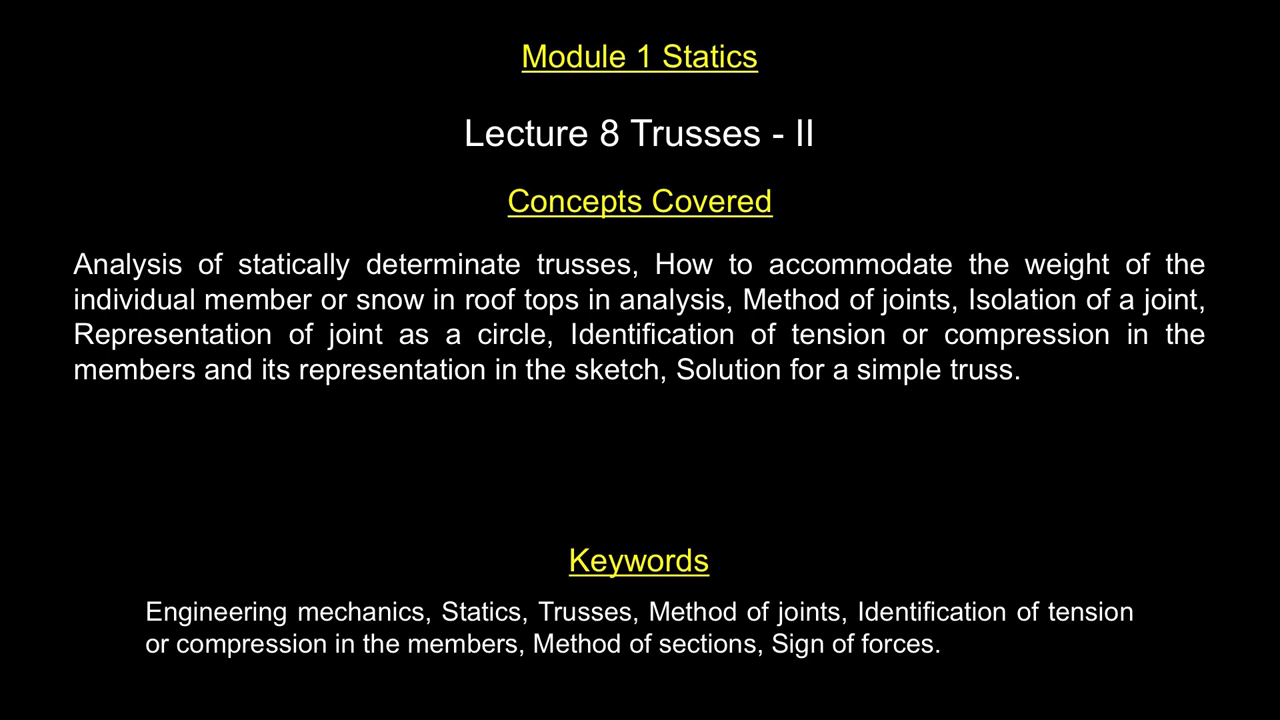 Module 1 Statics
Lecture 8 Trusses - II
Concepts Covered
Analysis of statically determinate trusses, How to accommodate the weight of the
individual member or snow in roof tops in analysis, Method of joints, Isolation of a joint,
Representation of joint as a circle, Identification of tension or compression in the
members and its representation in the sketch, Solution for a simple truss.
Keywords
Engineering mechanics, Statics, Trusses, Method of joints, Identification of tension
or compression in the members, Method of sections, Sign of forces.